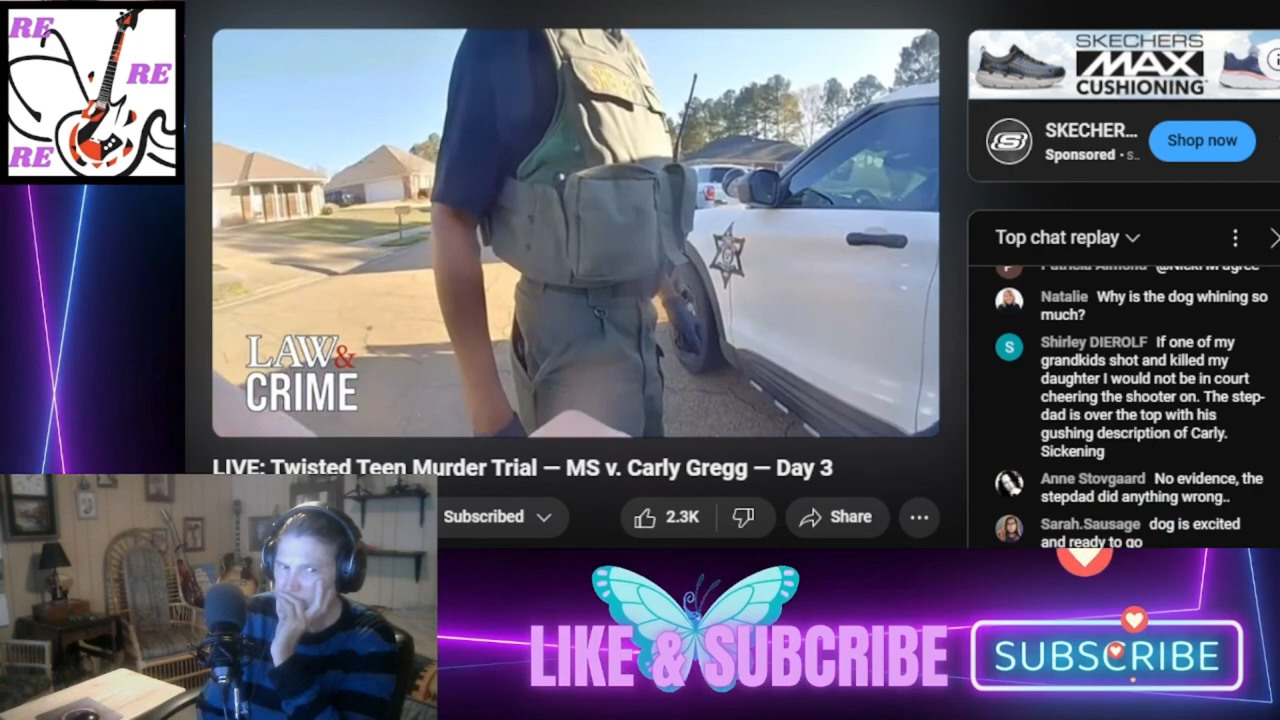 RE
RE
RE
SKECHERS
MAX
CUSHIONING
SKECHER...
Sponsored • s..
Shop now
LAW&
CRIME
Top chat replay
Natalie Why is the dog whining so
much?
S
Shirley DIEROLF If one of my
grandkids shot and killed my
daughter I would not be in court
cheering the shooter on. The step-
dad is over the top with his
gushing description of Carly.
Sickening
Anne Stovgaard No evidence, the
stepdad did anything wrong..
Sarah.Sausage dog is excited
and ready to go
LIVE: Twisted Teen Murder Trial — MS v. Carly Gregg — Day 3
Subscribed
2.3K
Share
LIKE & SUBCRIBE
SUBSCRIBE